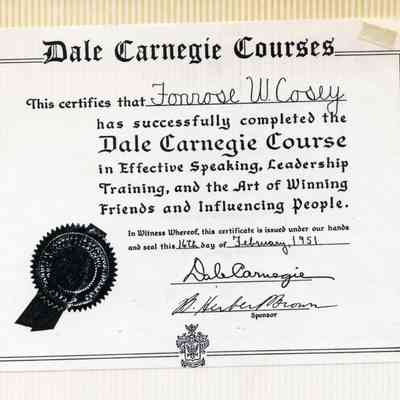 Dale Carnegie Courses
This certifies that Fonrose W. Cosey
has successfully completed the
Dale Carnegie Course
in Effective Speaking, Leadership
Training, and the Art of Winning
Friends and Influencing People.
In Witness Whereof, this certificate is issued under our hands
and seal this 16th day of February, 1951
Dale Carnegie
R. Herbert Brown
Sponsor